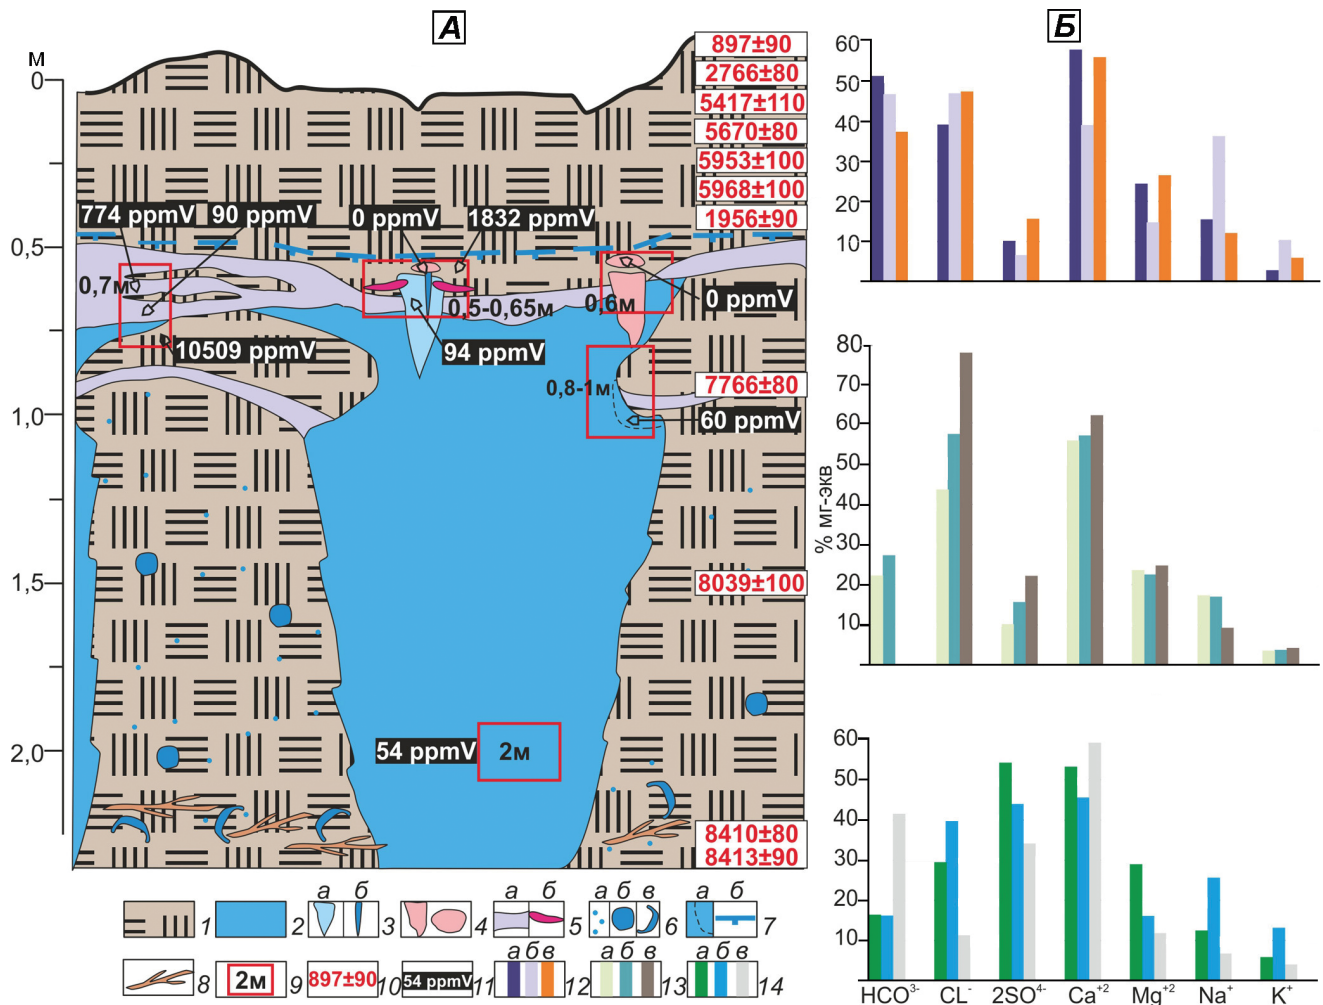 А
Б
м
0
0,5
1,0
1,5
2,0
897±90
2766±80
5417±110
5670±80
5953±100
5968±100
1956±90
774 ppmV
90 ppmV
0 ppmV
1832 ppmV
0,7м
0,5-0,65м
0,6м
0 ppmV
10509 ppmV
94 ppmV
7766±80
0,8-1м
60 ppmV
8039±100
54 ppmV
2м
8410±80
8413±90
а б
а б
а б в
а б
1
2
3
4
5
6
7
8
2м
9
897±90
10
54 ppmV
11
а б в
12
а б в
13
а б в
14
60
50
40
30
20
10
80
70
60
50
40
30
20
10
% мг-экв
60
50
40
30
20
10
HCO³⁻
CL⁻
2SO⁴⁻
Ca⁺²
Mg⁺²
Na⁺
K⁺